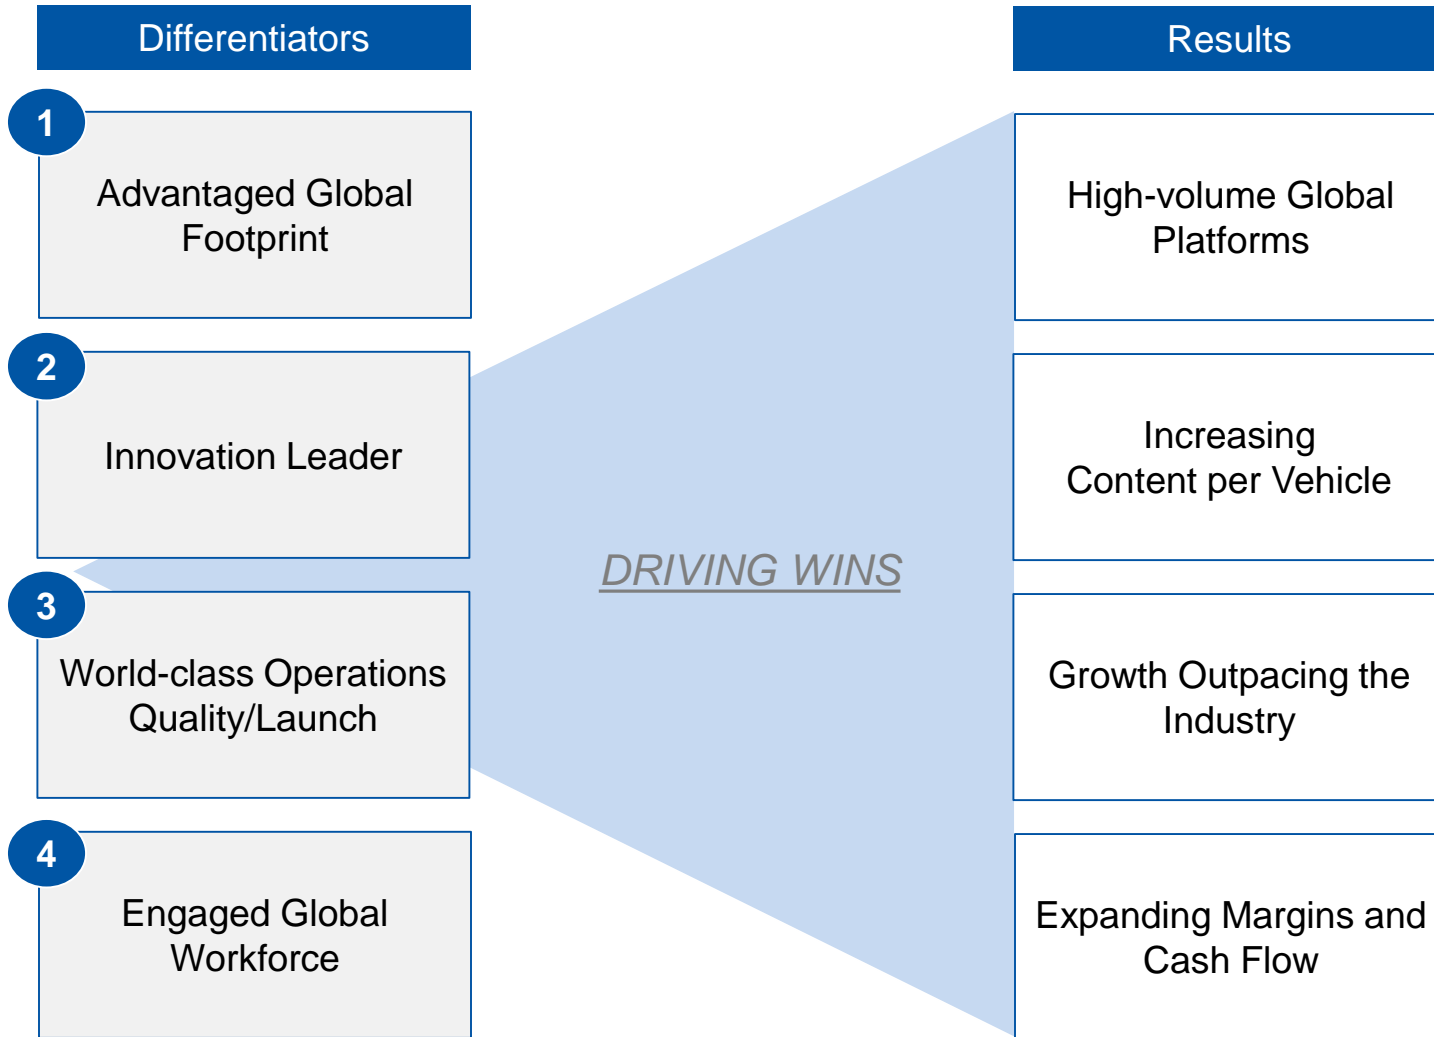 Differentiators
1
Advantaged Global
Footprint
2
Innovation Leader
3
World-class Operations
Quality/Launch
4
Engaged Global
Workforce
DRIVING WINS
Results
High-volume Global
Platforms
Increasing
Content per Vehicle
Growth Outpacing the
Industry
Expanding Margins and
Cash Flow